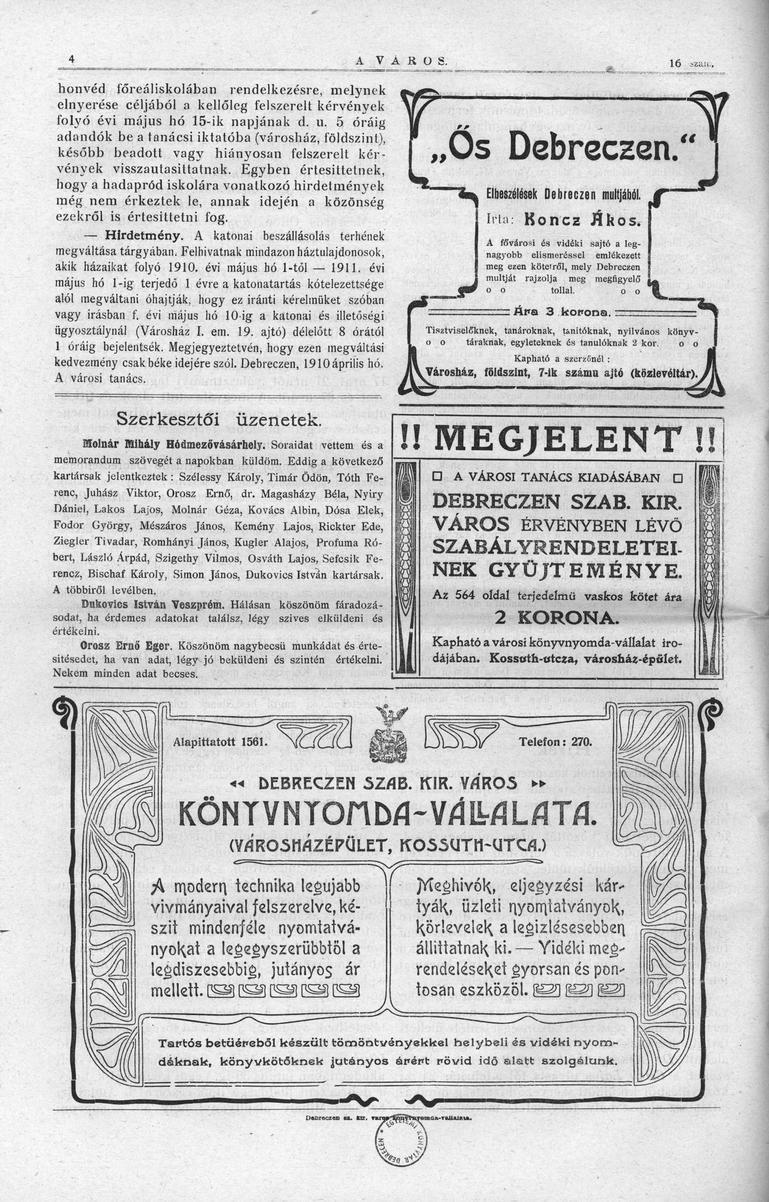 4
A VÁROS.
16 szám.
honvéd főreáliskolában rendelkezésre, melynek
elnyerése céljából a kellőleg felszerelt kérvények
folyó évi május hó 15-ik napjának d. u. 5 óráig
adandók be a tanácsi iktatóba (városház, földszint),
később beadott vagy hiányosan felszerelt kér-
vények visszautasittatnak. Egyben értesittetnek,
hogy a hadapród iskolára vonatkozó hirdetmények
még nem érkeztek le, annak idején a közönség
ezekről is értesittetni fog.
— Hirdetmény. A katonai beszállásolás terhének
megváltása tárgyában. Felhivatnak mindazon háztulajdonosok,
akik házaikat folyó 1910. évi május hó 1-től — 1911. évi
május hó 1-ig terjedő 1 évre a katonatartás kötelezettsége
alól megváltani óhajtják, hogy ez iránti kérelmüket szóban
vagy irásban f. évi május hó 10-ig a katonai és illetőségi
ügyosztálynál (Városház I. em. 19. ajtó) délelőtt 8 órától
1 óráig bejelentsék. Megjegyeztetvén, hogy ezen megváltási
kedvezmény csak béke idejére szól. Debreczen, 1910 április hó.
A városi tanács.
Szerkesztői üzenetek.
Molnár Mihály Hódmezővásárhely. Soraidat vettem és a
memorandum szövegét a napokban küldöm. Eddig a következő
kartársak jelentkeztek : Szélessy Károly, Timár Ödön, Tóth Fe-
renc, Juhász Viktor, Orosz Ernő, dr. Magasházy Béla, Nyiry
Dániel, Lakos Lajos, Molnár Géza, Kovács Albin, Dósa Elek,
Fodor György, Mészáros János, Kemény Lajos, Rickter Ede,
Ziegler Tivadar, Romhányi János, Kugler Alajos, Profuma Ró-
bert, László Árpád, Szigethy Vilmos, Osváth Lajos, Sefcsik Fe-
rencz, Bischaf Károly, Simon János, Dukovics István kartársak.
A többiről levélben.
Dukovics István Veszprém. Hálásan köszönöm fáradozá-
sodat, ha érdemes adatokat találsz, légy szives elküldeni és
értékelni.
Orosz Ernő Eger. Köszönöm nagybecsü munkádat és érte-
sitésedet, ha van adat, légy jó beküldeni és szintén értékelni.
Nekem minden adat becses.
„Ős Debreczen.“
Elbeszélések Debreczen multjából.
Irta: Koncz Ákos.
A fővárosi és vidéki sajtó a leg-
nagyobb elismeréssel emlékezett
meg ezen kötetről, mely Debreczen
multját rajzolja meg megfigyelő
o o tollal. o o
Ára 3 korona.
Tisztviselőknek, tanároknak, tanitóknak, nyilvános könyv-
o o táraknak, egyleteknek és tanulóknak 2 kor. o o
Kapható a szerzőnél :
Városház, földszint, 7-ik számu ajtó (közlevéltár).
!! MEGJELENT !!
□ A VÁROSI TANÁCS KIADÁSÁBAN □
DEBRECZEN SZAB. KIR.
VÁROS ÉRVÉNYBEN LÉVŐ
SZABÁLYRENDELETEI-
NEK GYÜJTEMÉNYE.
Az 564 oldal terjedelmü vaskos kötet ára
2 KORONA.
Kapható a városi könyvnyomda-vállalat iro-
dájában. Kossuth-utcza, városház-épület.
Alapittatott 1561.
Telefon: 270.
◂◂ DEBRECZEN SZAB. KIR. VÁROS ▸▸
KÖNYVNYOMDA-VÁLLALATA.
(VÁROSHÁZÉPÜLET, KOSSUTH-UTCA.)
A modern technika legujabb
vivmányaival felszerelve, ké-
szit mindenféle nyomtatvá-
nyokat a legegyszerübbtöl a
legdiszesebbig, jutányos ár
mellett.
Meghivók, eljegyzési kár-
tyák, üzleti nyomtatványok,
körlevelek a legizlésesebben
állittatnak ki. — Vidéki meg-
rendeléseket gyorsan és pon-
tosan eszközöl.
Tartós betüércből készült tömöntvényekkel helybeli és vidéki nyom-
dáknak, könyvkötőknek jutányos árért rövid idő alatt szolgálunk.
Debreczen sz. kir. város könyvnyomda-vállalata.
EGYETEMI KÖNYVTÁR DEBRECEN